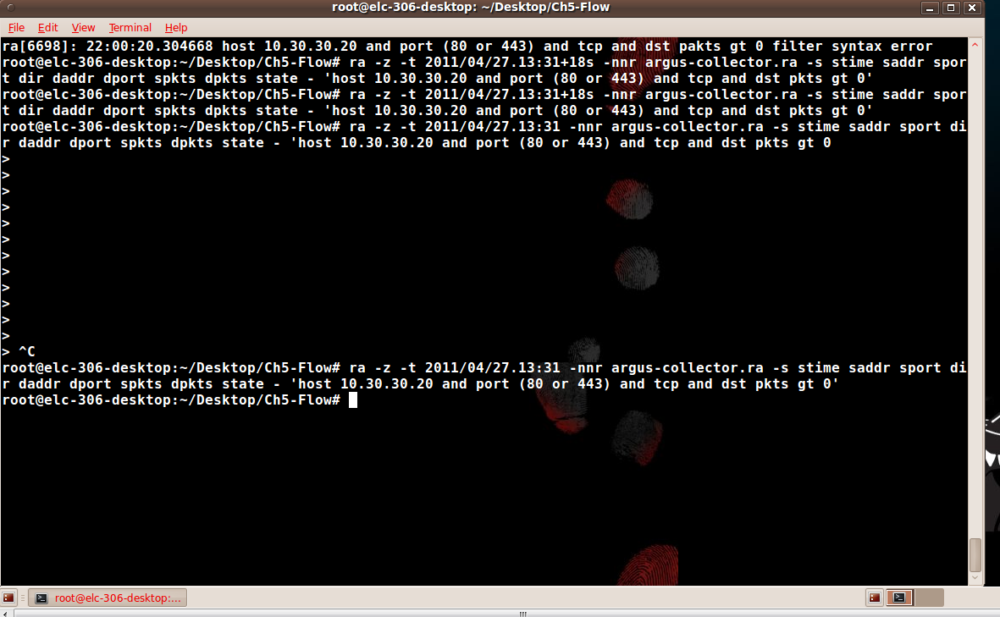 root@elc-306-desktop: ~/Desktop/Ch5-Flow
File Edit View Terminal Help
ra[6698]: 22:00:20.304668 host 10.30.30.20 and port (80 or 443) and tcp and dst pakts gt 0 filter syntax error
root@elc-306-desktop:~/Desktop/Ch5-Flow# ra -z -t 2011/04/27.13:31+18s -nnr argus-collector.ra -s stime saddr spor
t dir daddr dport spkts dpkts state - 'host 10.30.30.20 and port (80 or 443) and tcp and dst pkts gt 0'
root@elc-306-desktop:~/Desktop/Ch5-Flow# ra -z -t 2011/04/27.13:31+18s -nnr argus-collector.ra -s stime saddr spor
t dir daddr dport spkts dpkts state - 'host 10.30.30.20 and port (80 or 443) and tcp and dst pkts gt 0'
root@elc-306-desktop:~/Desktop/Ch5-Flow# ra -z -t 2011/04/27.13:31 -nnr argus-collector.ra -s stime saddr sport di
r daddr dport spkts dpkts state - 'host 10.30.30.20 and port (80 or 443) and tcp and dst pkts gt 0
>
>
>
>
>
>
>
>
>
>
>
>
> ^C
root@elc-306-desktop:~/Desktop/Ch5-Flow# ra -z -t 2011/04/27.13:31 -nnr argus-collector.ra -s stime saddr sport di
r daddr dport spkts dpkts state - 'host 10.30.30.20 and port (80 or 443) and tcp and dst pkts gt 0'
root@elc-306-desktop:~/Desktop/Ch5-Flow#
root@elc-306-desktop:...